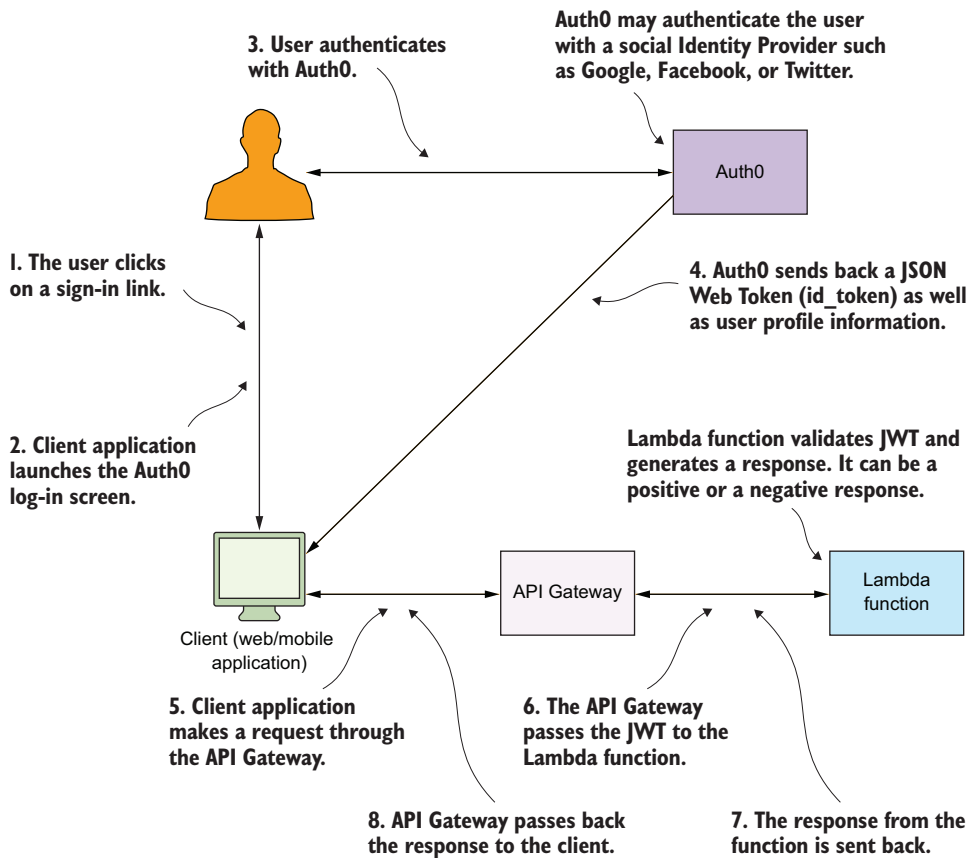 3. User authenticates
with Auth0.
Auth0 may authenticate the user
with a social Identity Provider such
as Google, Facebook, or Twitter.
Auth0
1. The user clicks
on a sign-in link.
4. Auth0 sends back a JSON
Web Token (id_token) as well
as user profile information.
2. Client application
launches the Auth0
log-in screen.
Lambda function validates JWT and
generates a response. It can be a
positive or a negative response.
API Gateway
Lambda
function
Client (web/mobile
application)
5. Client application
makes a request through
the API Gateway.
6. The API Gateway
passes the JWT to the
Lambda function.
8. API Gateway passes back
the response to the client.
7. The response from the
function is sent back.